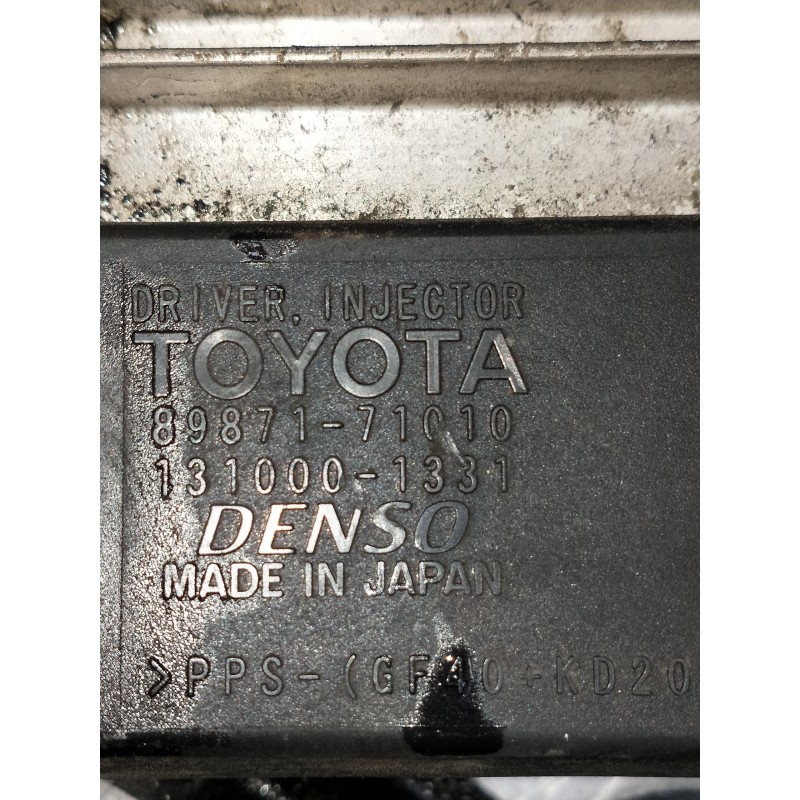 DRIVER, INJECTOR
TOYOTA
89871-71010
131000-1331
DENSO
MADE IN JAPAN
>PPS-(GF40+KD20